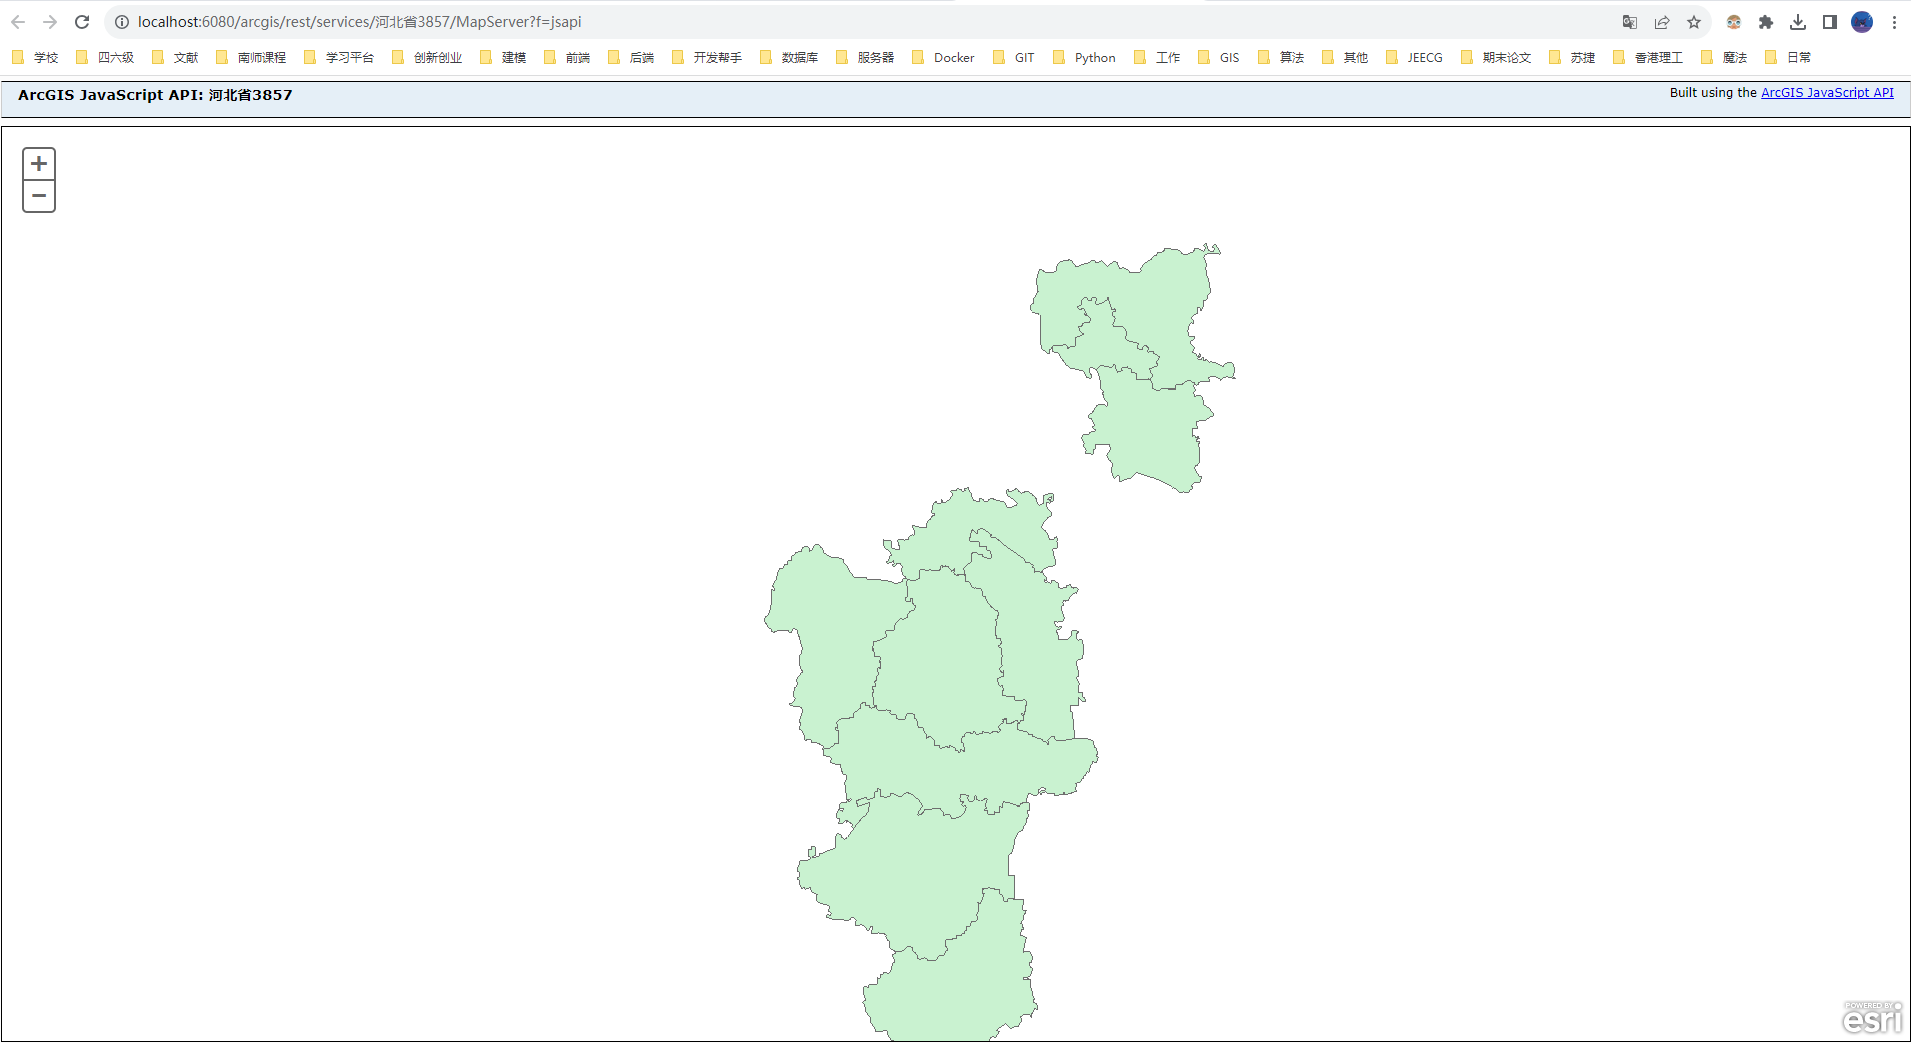 localhost:6080/arcgis/rest/services/河北省3857/MapServer?f=jsapi
学校 四六级 文献 南师课程 学习平台 创新创业 建模 前端 后端 开发帮手 数据库 服务器 Docker GIT Python 工作 GIS 算法 其他 JEECG 期末论文 苏捷 香港理工 魔法 日常
ArcGIS JavaScript API: 河北省3857
Built using the ArcGIS JavaScript API
+
−
POWERED BY
esri